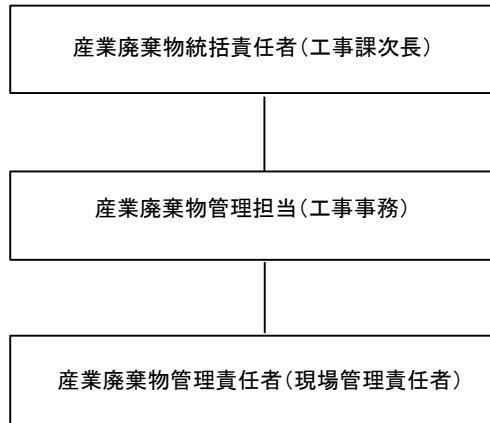 産業廃棄物統括責任者（工事課次長）
産業廃棄物管理担当（工事事務）
産業廃棄物管理責任者（現場管理責任者）